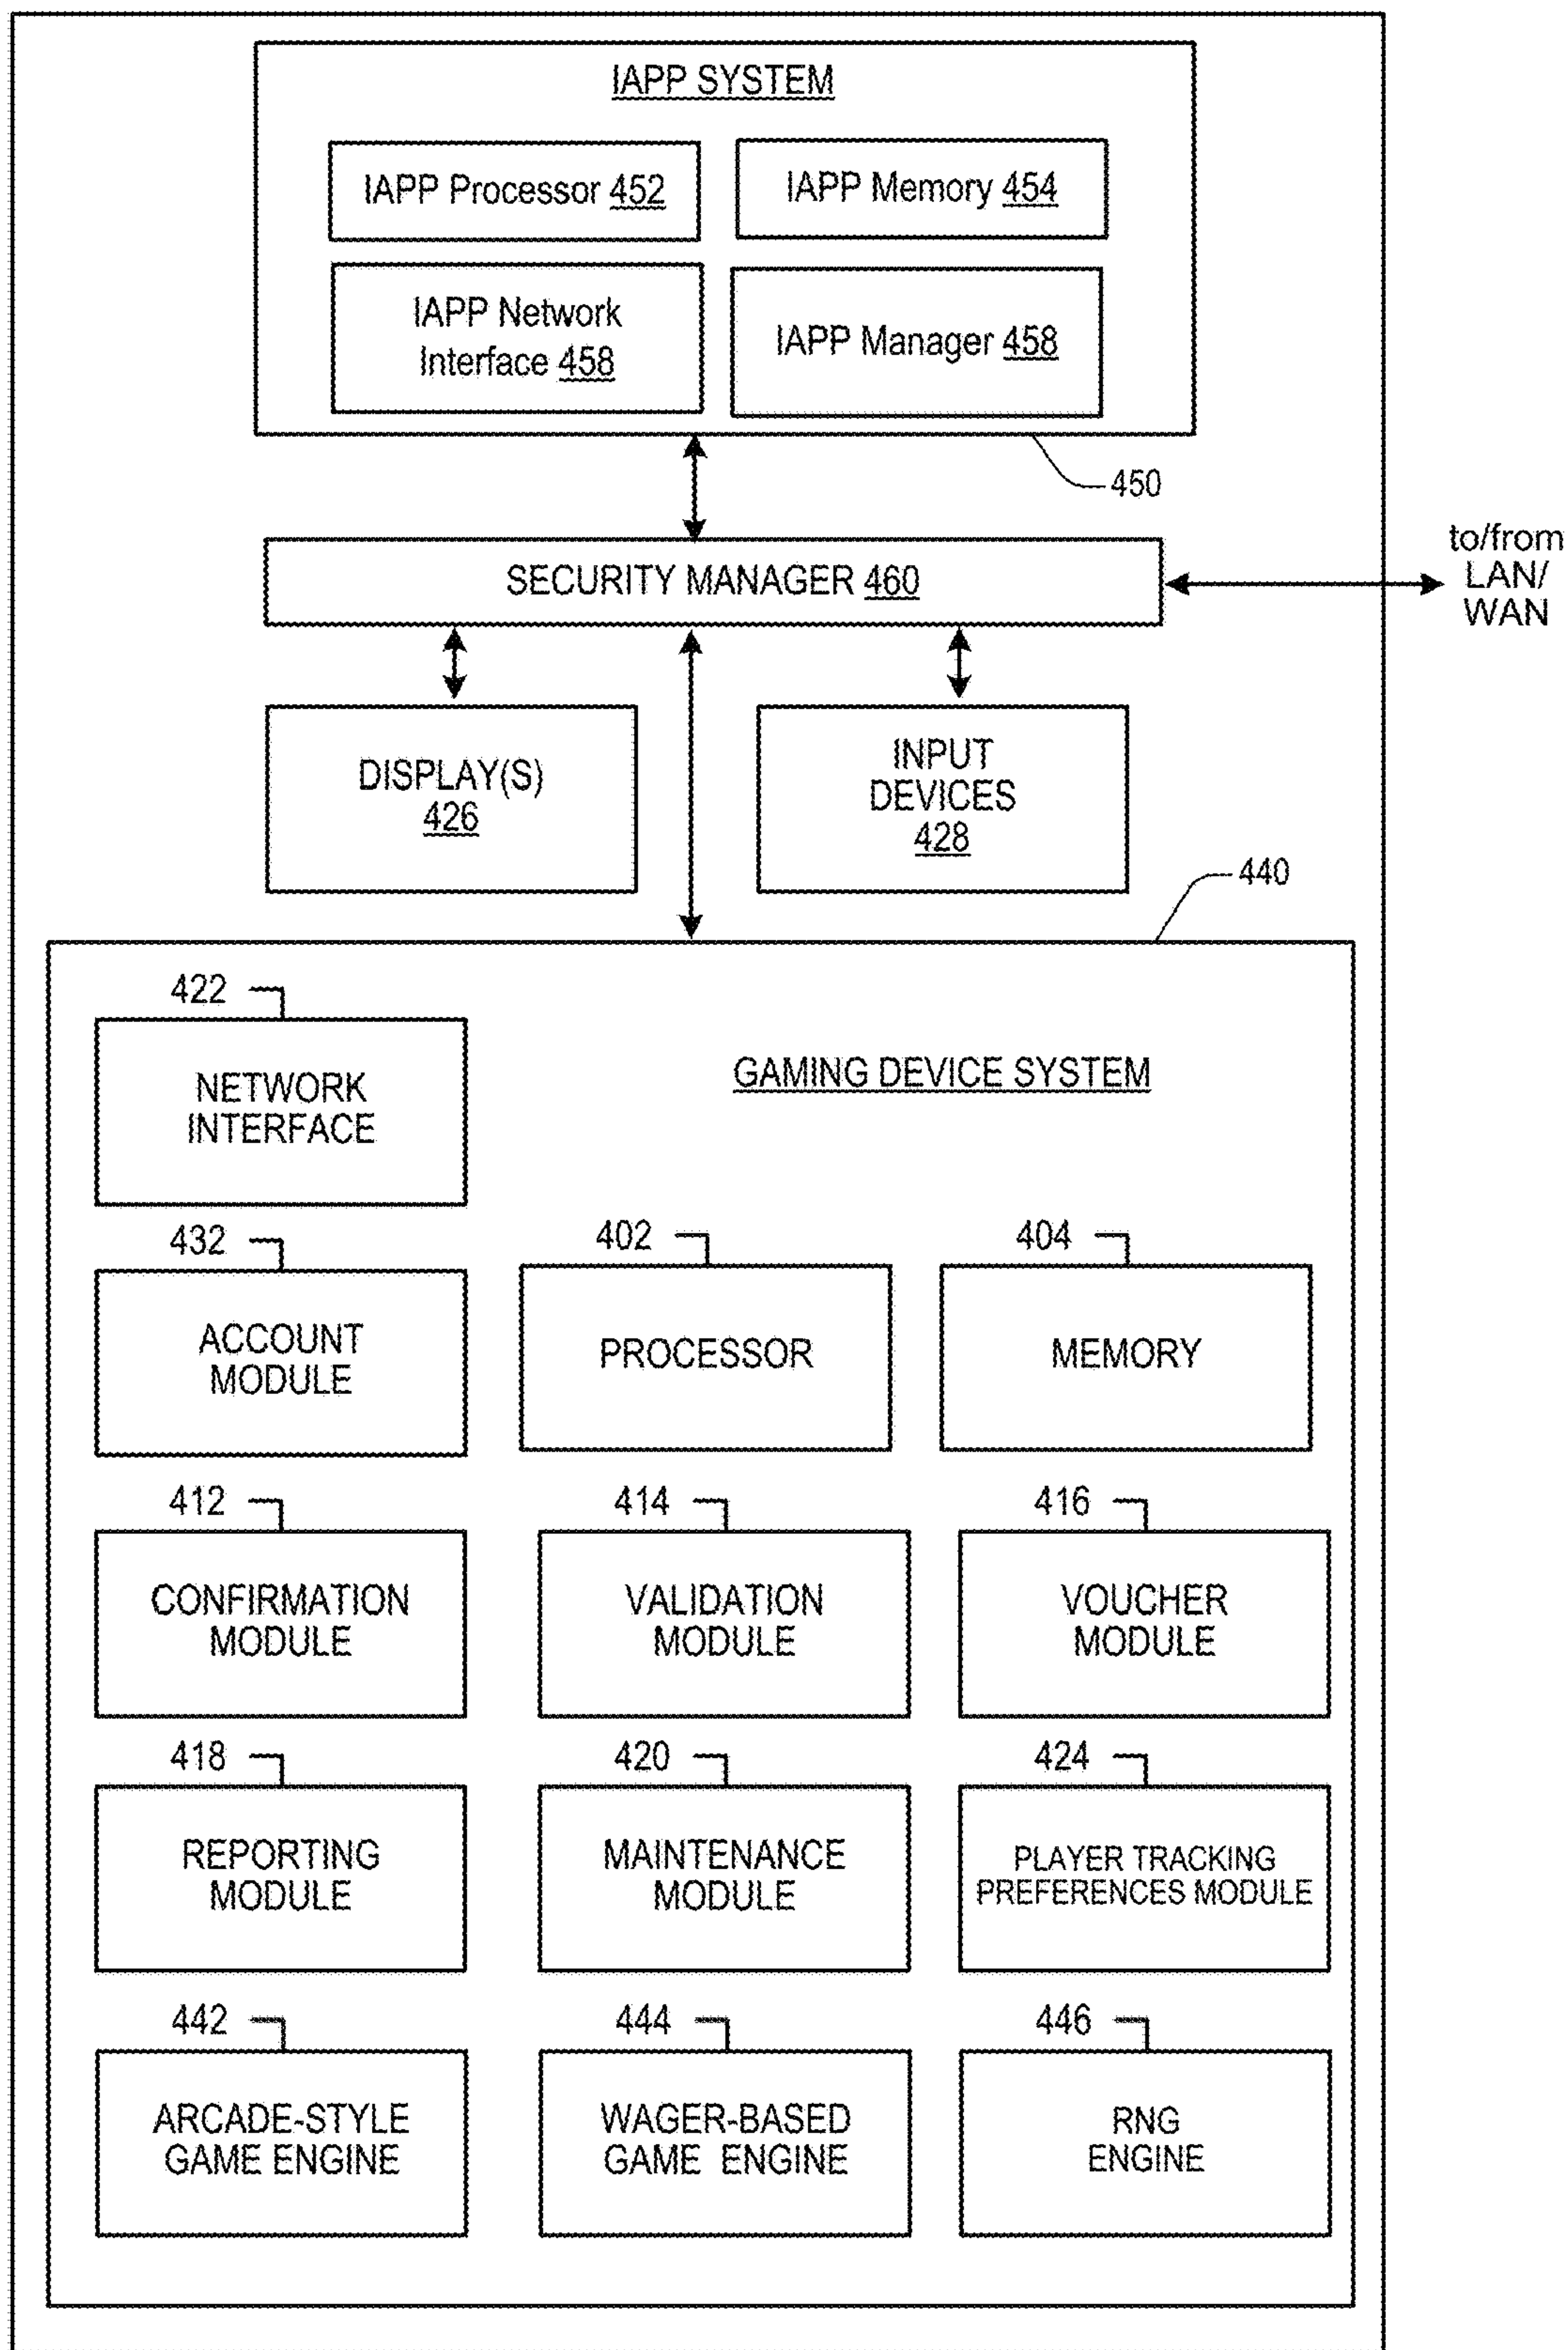 IAPP SYSTEM
IAPP Processor 452
IAPP Memory 454
IAPP Network
Interface 458
IAPP Manager 458
450
SECURITY MANAGER 460
to/from
LAN/
WAN
DISPLAY(S)
426
INPUT
DEVICES
428
440
422
NETWORK
INTERFACE
GAMING DEVICE SYSTEM
432
ACCOUNT
MODULE
402
PROCESSOR
404
MEMORY
412
CONFIRMATION
MODULE
414
VALIDATION
MODULE
416
VOUCHER
MODULE
418
REPORTING
MODULE
420
MAINTENANCE
MODULE
424
PLAYER TRACKING
PREFERENCES MODULE
442
ARCADE-STYLE
GAME ENGINE
444
WAGER-BASED
GAME ENGINE
446
RNG
ENGINE